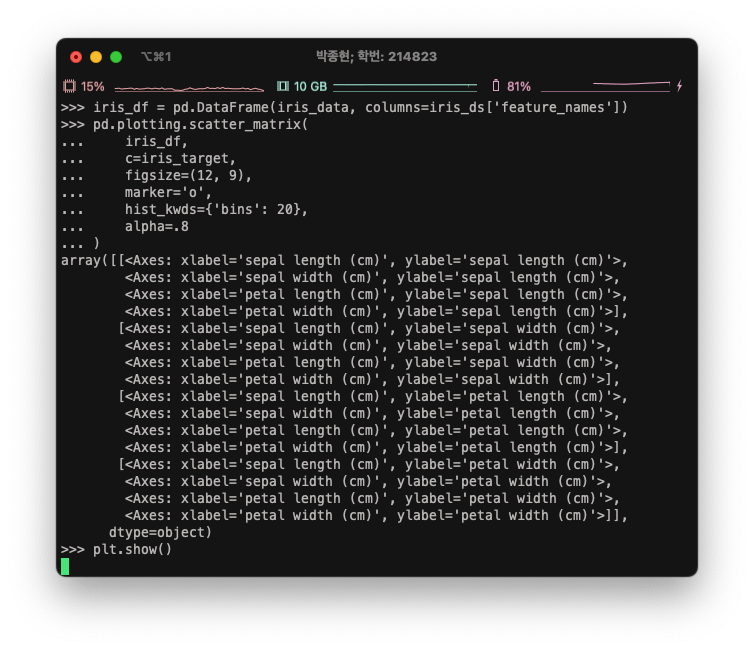 ⌥⌘1
박종현; 학번: 214823
15% 10 GB 81%
>>> iris_df = pd.DataFrame(iris_data, columns=iris_ds['feature_names'])
>>> pd.plotting.scatter_matrix(
...     iris_df,
...     c=iris_target,
...     figsize=(12, 9),
...     marker='o',
...     hist_kwds={'bins': 20},
...     alpha=.8
... )
array([[<Axes: xlabel='sepal length (cm)', ylabel='sepal length (cm)'>,
        <Axes: xlabel='sepal width (cm)', ylabel='sepal length (cm)'>,
        <Axes: xlabel='petal length (cm)', ylabel='sepal length (cm)'>,
        <Axes: xlabel='petal width (cm)', ylabel='sepal length (cm)'>],
       [<Axes: xlabel='sepal length (cm)', ylabel='sepal width (cm)'>,
        <Axes: xlabel='sepal width (cm)', ylabel='sepal width (cm)'>,
        <Axes: xlabel='petal length (cm)', ylabel='sepal width (cm)'>,
        <Axes: xlabel='petal width (cm)', ylabel='sepal width (cm)'>],
       [<Axes: xlabel='sepal length (cm)', ylabel='petal length (cm)'>,
        <Axes: xlabel='sepal width (cm)', ylabel='petal length (cm)'>,
        <Axes: xlabel='petal length (cm)', ylabel='petal length (cm)'>,
        <Axes: xlabel='petal width (cm)', ylabel='petal length (cm)'>],
       [<Axes: xlabel='sepal length (cm)', ylabel='petal width (cm)'>,
        <Axes: xlabel='sepal width (cm)', ylabel='petal width (cm)'>,
        <Axes: xlabel='petal length (cm)', ylabel='petal width (cm)'>,
        <Axes: xlabel='petal width (cm)', ylabel='petal width (cm)'>]],
      dtype=object)
>>> plt.show()